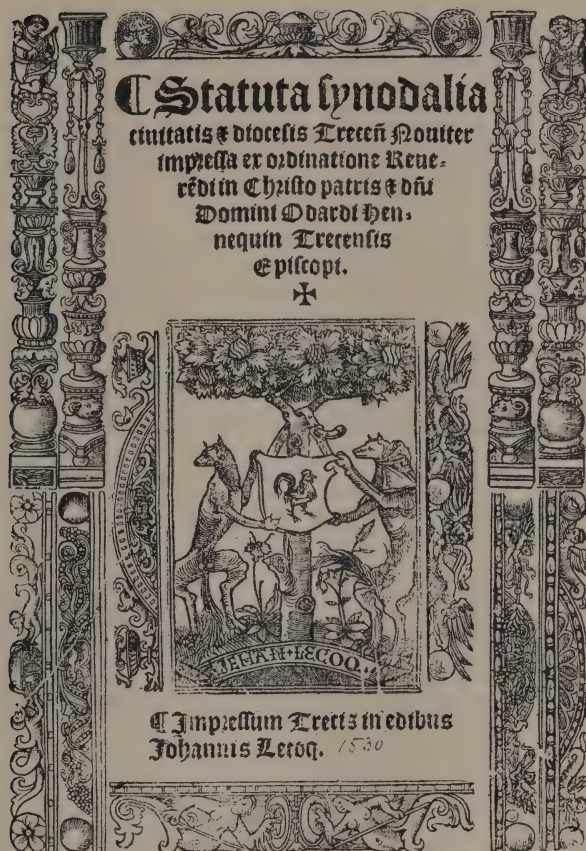 ¶ Statuta synodalia
ciuitatis & diocesis Trecen̄ Nouiter
impressa ex ordinatione Reue-
rēdi in Christo patris & dn̄i
Domini Odardi Hen-
nequin Trecensis
Episcopi.
✠
JEHAN·LECOQ
¶ Impressum Trecis in edibus
Johannis Lecoq. 1530